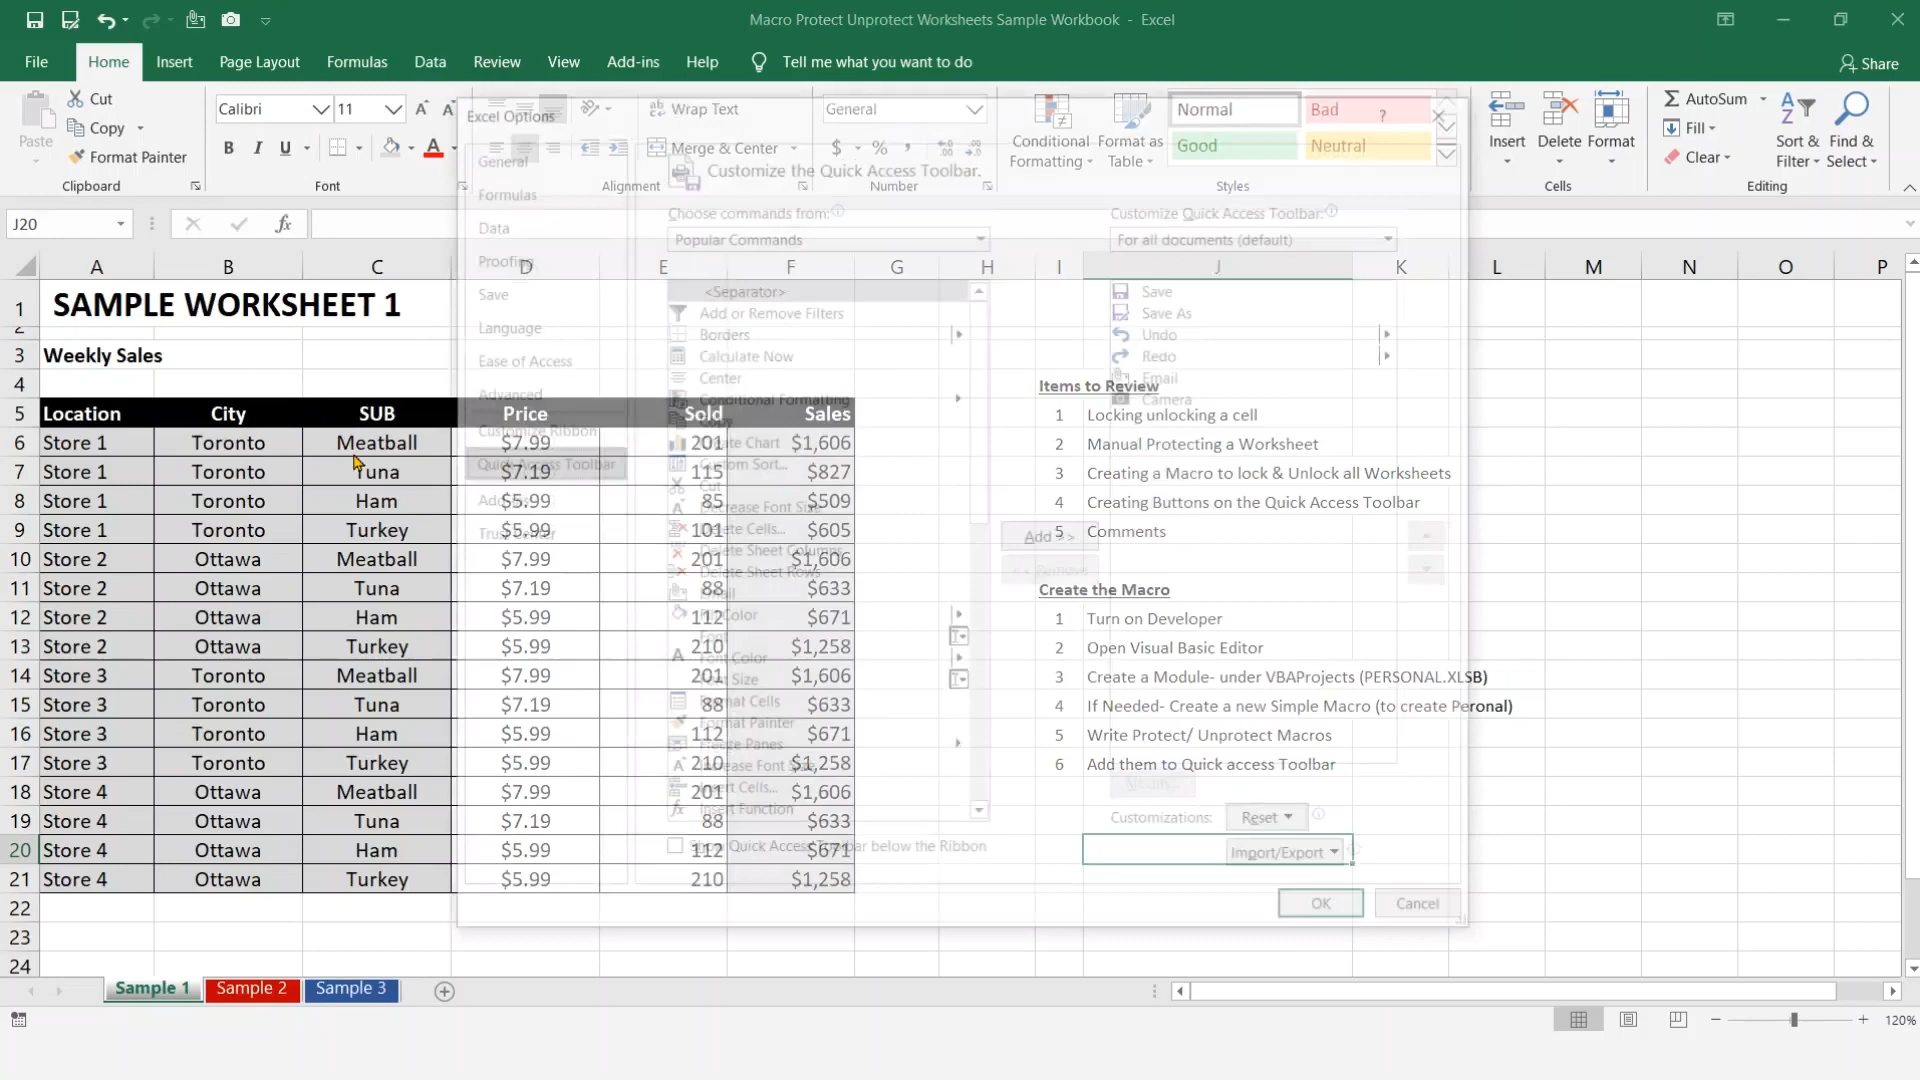 Macro Protect Unprotect Worksheets Sample Workbook - Excel
File Home Insert Page Layout Formulas Data Review View Add-ins Help Tell me what you want to do Share
Paste Cut Copy Format Painter Clipboard
Calibri 11 B I U A Font
Wrap Text Merge & Center Alignment
General $ % , Number
Conditional Formatting Format as Table Normal Bad Good Neutral Styles
Insert Delete Format Cells
AutoSum Fill Clear Sort & Filter Find & Select Editing
J20 fx
A B C D E F G H I J K L M N O P
1 SAMPLE WORKSHEET 1
2
3 Weekly Sales
4
5 Location City SUB Price Sold Sales
6 Store 1 Toronto Meatball $7.99 201 $1,606
7 Store 1 Toronto Tuna $7.19 115 $827
8 Store 1 Toronto Ham $5.99 85 $509
9 Store 1 Toronto Turkey $5.99 101 $605
10 Store 2 Ottawa Meatball $7.99 201 $1,606
11 Store 2 Ottawa Tuna $7.19 88 $633
12 Store 2 Ottawa Ham $5.99 112 $671
13 Store 2 Ottawa Turkey $5.99 210 $1,258
14 Store 3 Toronto Meatball $7.99 201 $1,606
15 Store 3 Toronto Tuna $7.19 88 $633
16 Store 3 Toronto Ham $5.99 112 $671
17 Store 3 Toronto Turkey $5.99 210 $1,258
18 Store 4 Ottawa Meatball $7.99 201 $1,606
19 Store 4 Ottawa Tuna $7.19 88 $633
20 Store 4 Ottawa Ham $5.99 112 $671
21 Store 4 Ottawa Turkey $5.99 210 $1,258
22
23
24
Items to Review
1 Locking unlocking a cell
2 Manual Protecting a Worksheet
3 Creating a Macro to lock & Unlock all Worksheets
4 Creating Buttons on the Quick Access Toolbar
5 Comments
Create the Macro
1 Turn on Developer
2 Open Visual Basic Editor
3 Create a Module- under VBAProjects (PERSONAL.XLSB)
4 If Needed- Create a new Simple Macro (to create Peronal)
5 Write Protect/ Unprotect Macros
6 Add them to Quick access Toolbar
Excel Options
General
Formulas
Data
Proofing
Save
Language
Ease of Access
Advanced
Customize Ribbon
Quick Access Toolbar
Trust Center
Customize the Quick Access Toolbar.
Choose commands from:
Popular Commands
<Separator>
Add or Remove Filters
Borders
Calculate Now
Center
Conditional Formatting
Copy
Create Chart
Custom Sort...
Cut
Decrease Font Size
Delete Cells...
Delete Sheet Columns
Delete Sheet Rows
Email
Fill Color
Font
Font Color
Font Size
Format Cells
Format Painter
Freeze Panes
Increase Font Size
Insert Cells...
Insert Function
Show Quick Access Toolbar below the Ribbon
Add >>
<< Remove
Customize Quick Access Toolbar:
For all documents (default)
Save
Save As
Undo
Redo
Email
Camera
Modify...
Customizations: Reset
Import/Export
OK Cancel
Sample 1 Sample 2 Sample 3
120%